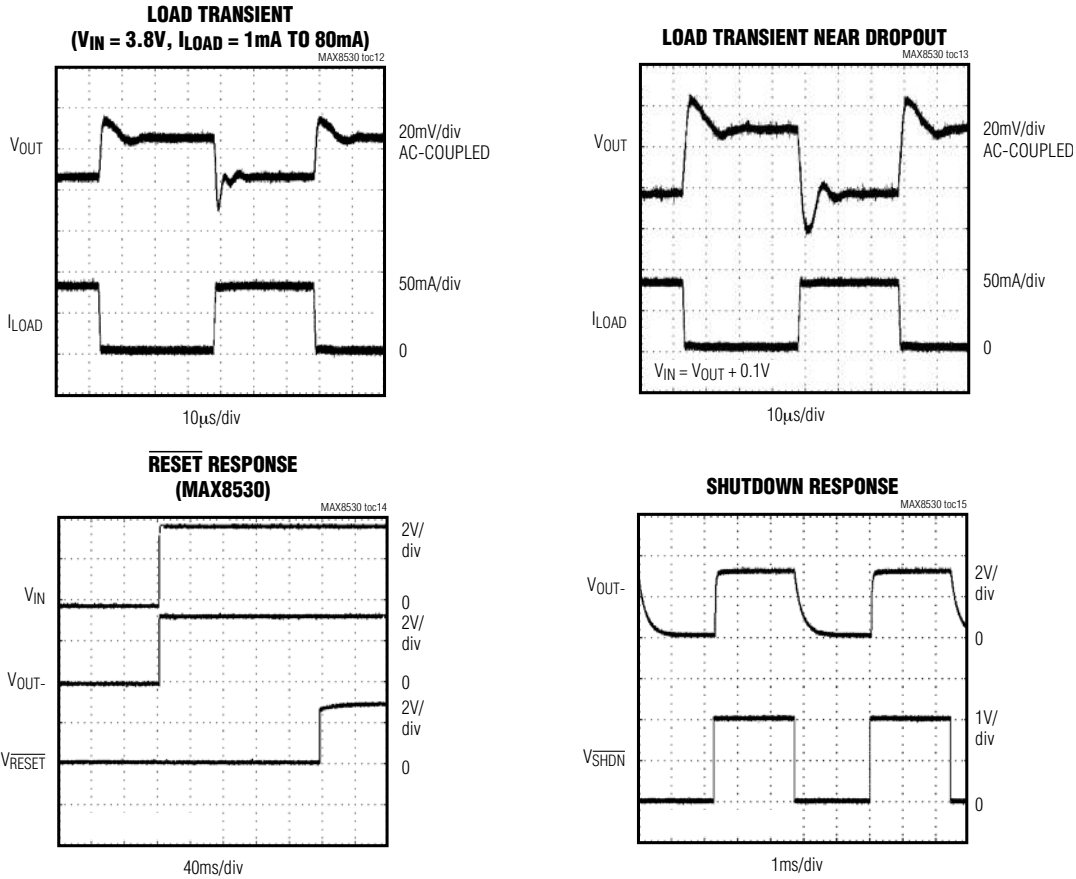 LOAD TRANSIENT
(VIN = 3.8V, ILOAD = 1mA TO 80mA)
MAX8530 toc12
VOUT
20mV/div
AC-COUPLED
50mA/div
ILOAD
0
10µs/div
LOAD TRANSIENT NEAR DROPOUT
MAX8530 toc13
VOUT
20mV/div
AC-COUPLED
50mA/div
ILOAD
0
VIN = VOUT + 0.1V
10µs/div
RESET RESPONSE
(MAX8530)
MAX8530 toc14
2V/
div
VIN
0
2V/
div
VOUT-
0
2V/
div
VRESET
0
40ms/div
SHUTDOWN RESPONSE
MAX8530 toc15
VOUT-
2V/
div
0
1V/
div
VSHDN
0
1ms/div